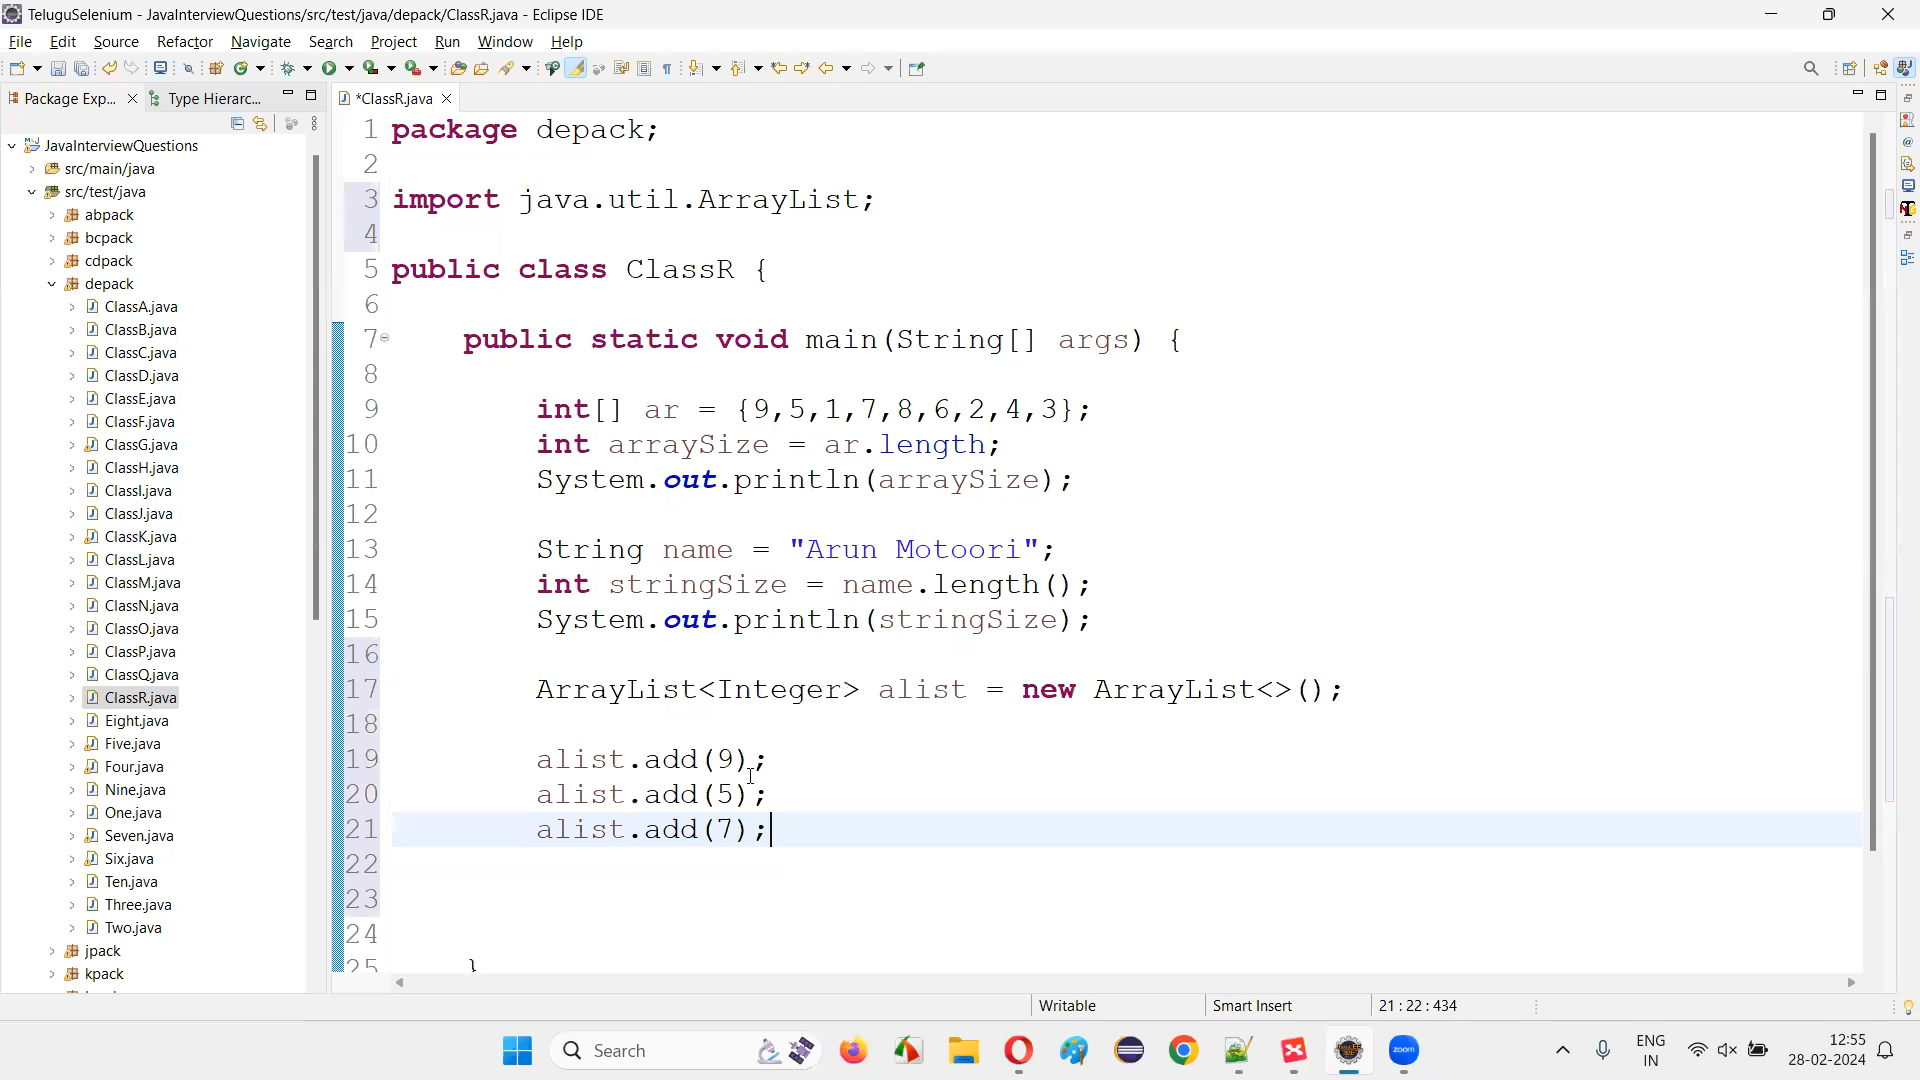 TeluguSelenium - JavaInterviewQuestions/src/test/java/depack/ClassR.java - Eclipse IDE
File Edit Source Refactor Navigate Search Project Run Window Help
Package Exp... Type Hierarc...
*ClassR.java
JavaInterviewQuestions
src/main/java
src/test/java
abpack
bcpack
cdpack
depack
ClassA.java
ClassB.java
ClassC.java
ClassD.java
ClassE.java
ClassF.java
ClassG.java
ClassH.java
ClassI.java
ClassJ.java
ClassK.java
ClassL.java
ClassM.java
ClassN.java
ClassO.java
ClassP.java
ClassQ.java
ClassR.java
Eight.java
Five.java
Four.java
Nine.java
One.java
Seven.java
Six.java
Ten.java
Three.java
Two.java
jpack
kpack
1 package depack;
2
3 import java.util.ArrayList;
4
5 public class ClassR {
6
7 public static void main(String[] args) {
8
9 int[] ar = {9,5,1,7,8,6,2,4,3};
10 int arraySize = ar.length;
11 System.out.println(arraySize);
12
13 String name = "Arun Motoori";
14 int stringSize = name.length();
15 System.out.println(stringSize);
16
17 ArrayList<Integer> alist = new ArrayList<>();
18
19 alist.add(9);
20 alist.add(5);
21 alist.add(7);
22
23
24
25 }
Writable Smart Insert 21 : 22 : 434
Search
zoom
ENG
IN
12:55
28-02-2024